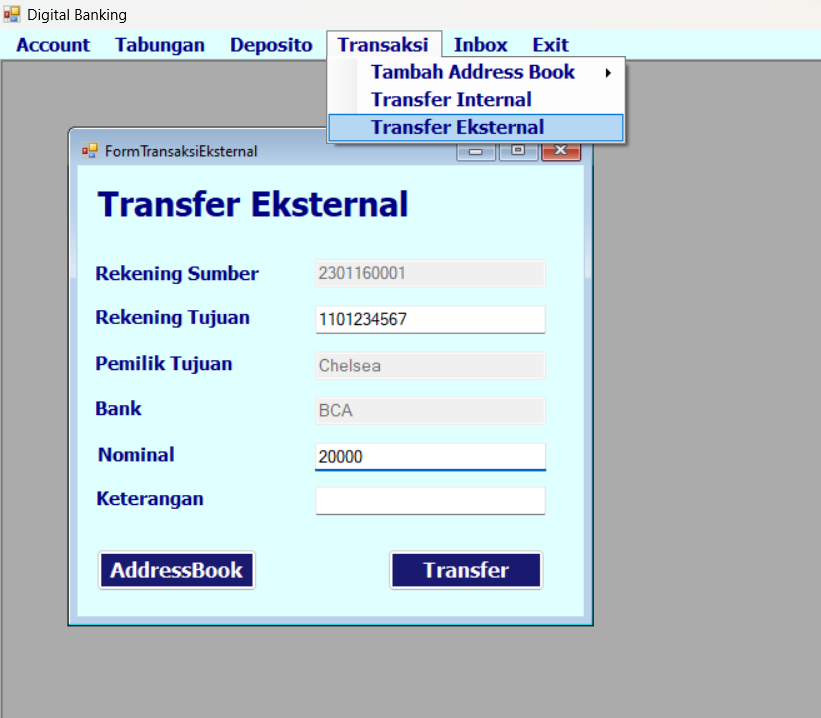 Digital Banking
Account Tabungan Deposito Transaksi Inbox Exit
Tambah Address Book
Transfer Internal
Transfer Eksternal
FormTransaksiEksternal
Transfer Eksternal
Rekening Sumber 2301160001
Rekening Tujuan 1101234567
Pemilik Tujuan Chelsea
Bank BCA
Nominal 20000
Keterangan
AddressBook Transfer